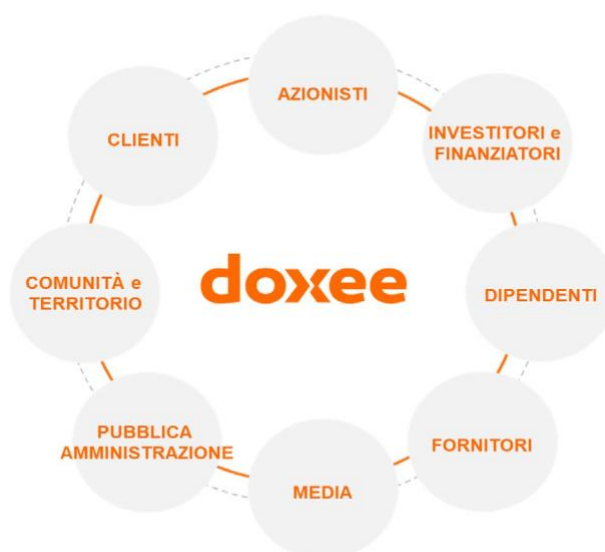 AZIONISTI
INVESTITORI e
FINANZIATORI
CLIENTI
doxee
COMUNITÀ e
TERRITORIO
DIPENDENTI
PUBBLICA
AMMINISTRAZIONE
FORNITORI
MEDIA